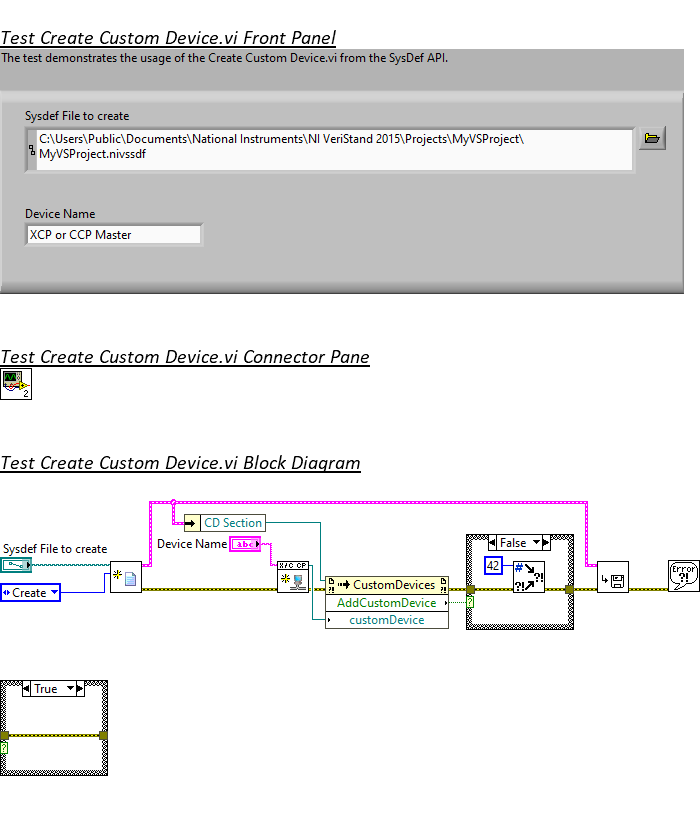 Test Create Custom Device.vi Front Panel
The test demonstrates the usage of the Create Custom Device.vi from the SysDef API.
Sysdef File to create
C:\Users\Public\Documents\National Instruments\NI VeriStand 2015\Projects\MyVSProject\
MyVSProject.nivssdf
Device Name
XCP or CCP Master
Test Create Custom Device.vi Connector Pane
2
Test Create Custom Device.vi Block Diagram
CD Section
Device Name abc
Sysdef File to create
Create
X/C CP
CustomDevices
AddCustomDevice
customDevice
False
42
#
?!
?!
?
Error
?!
True
?